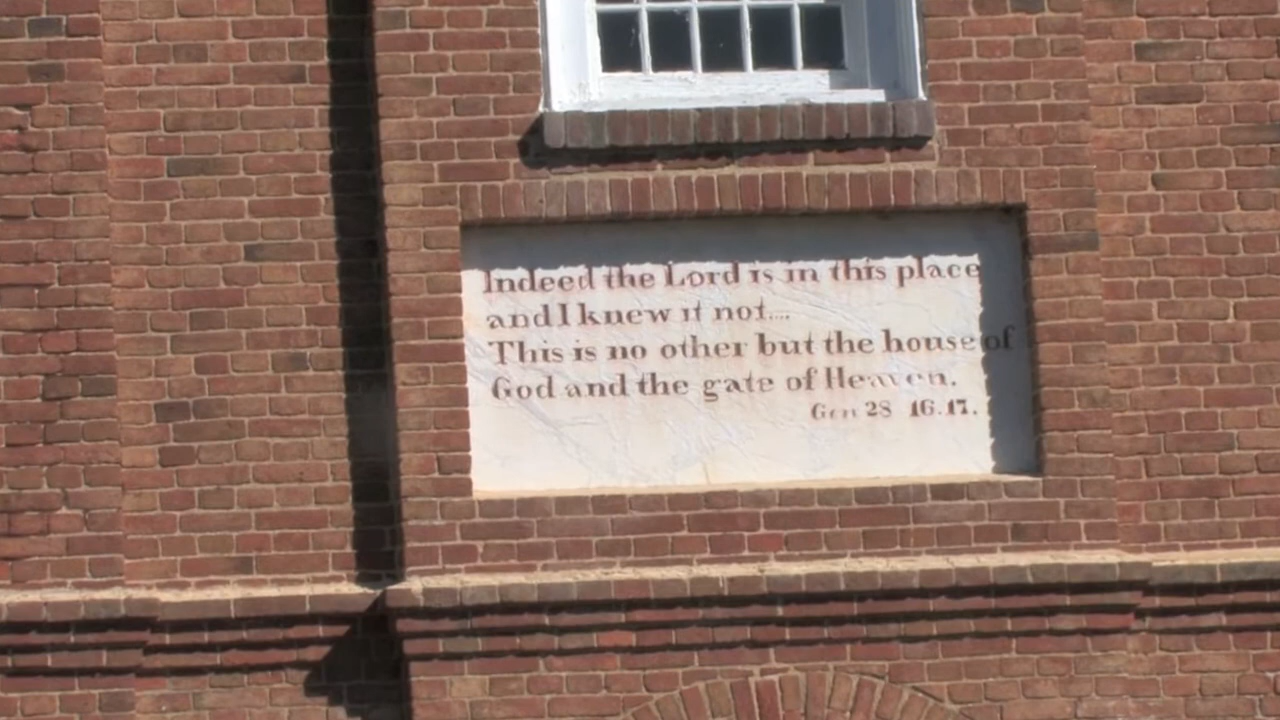 Indeed the Lord is in this place
and I knew it not...
This is no other but the house of
God and the gate of Heaven.
Gen 28 16.17.